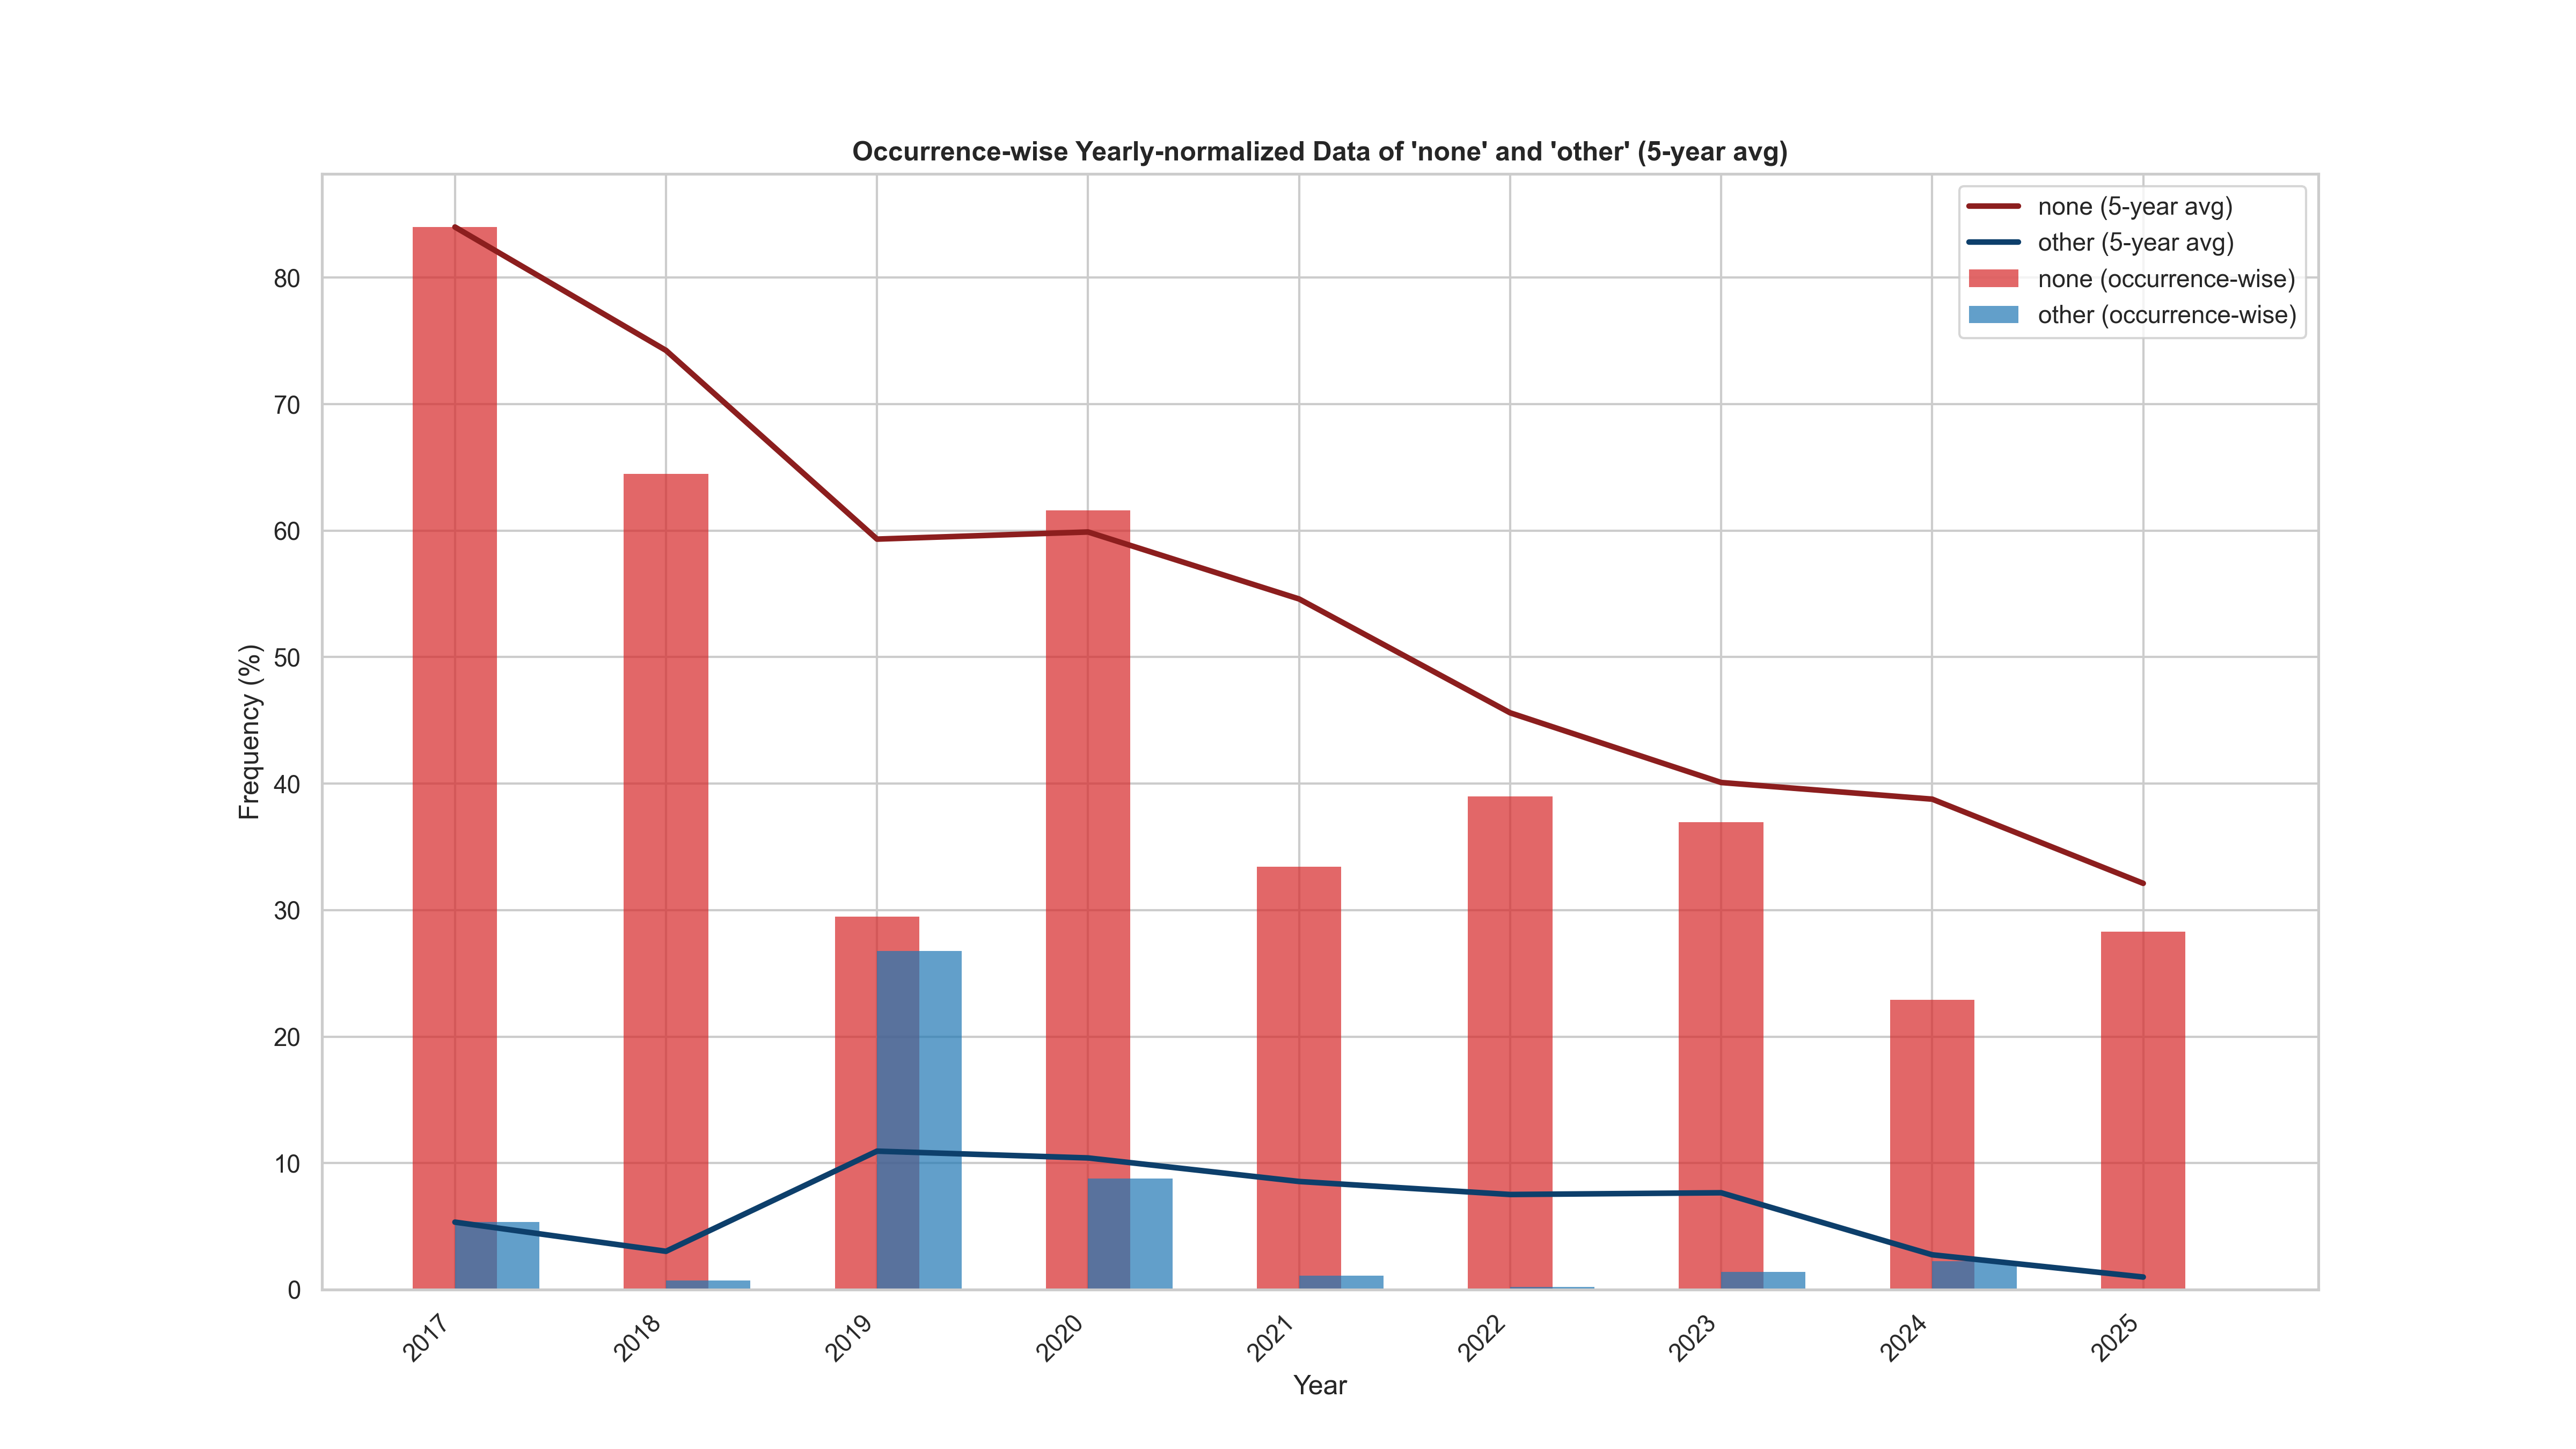 Occurrence-wise Yearly-normalized Data of 'none' and 'other' (5-year avg)
none (5-year avg)
other (5-year avg)
none (occurrence-wise)
other (occurrence-wise)
Frequency (%)
80
70
60
50
40
30
20
10
0
2017
2018
2019
2020
2021
2022
2023
2024
2025
Year